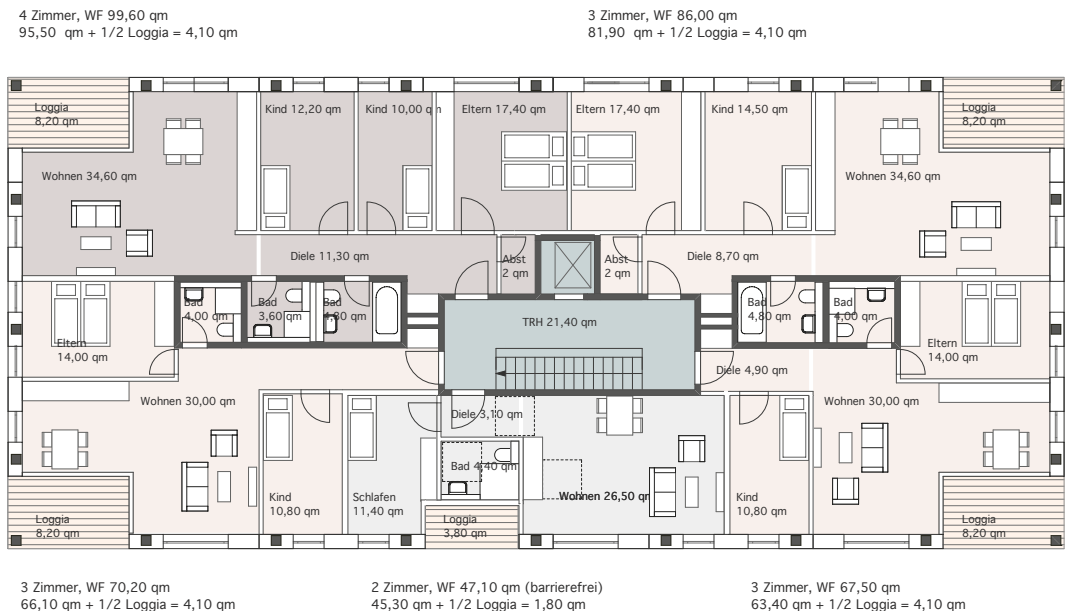 4 Zimmer, WF 99,60 qm
95,50 qm + 1/2 Loggia = 4,10 qm
3 Zimmer, WF 86,00 qm
81,90 qm + 1/2 Loggia = 4,10 qm
Loggia
8,20 qm
Kind 12,20 qm
Kind 10,00 qm
Eltern 17,40 qm
Eltern 17,40 qm
Kind 14,50 qm
Loggia
8,20 qm
Wohnen 34,60 qm
Wohnen 34,60 qm
Diele 11,30 qm
Abst
2 qm
Abst
2 qm
Diele 8,70 qm
Bad
4,00 qm
Bad
3,60 qm
Bad
4,80 qm
Bad
4,80 qm
Bad
4,00 qm
TRH 21,40 qm
Eltern
14,00 qm
Eltern
14,00 qm
Diele 4,90 qm
Wohnen 30,00 qm
Wohnen 30,00 qm
Diele 3,10 qm
Bad 4,40 qm
Kind
10,80 qm
Schlafen
11,40 qm
Wohnen 26,50 qm
Kind
10,80 qm
Loggia
8,20 qm
Loggia
3,80 qm
Loggia
8,20 qm
3 Zimmer, WF 70,20 qm
66,10 qm + 1/2 Loggia = 4,10 qm
2 Zimmer, WF 47,10 qm (barrierefrei)
45,30 qm + 1/2 Loggia = 1,80 qm
3 Zimmer, WF 67,50 qm
63,40 qm + 1/2 Loggia = 4,10 qm